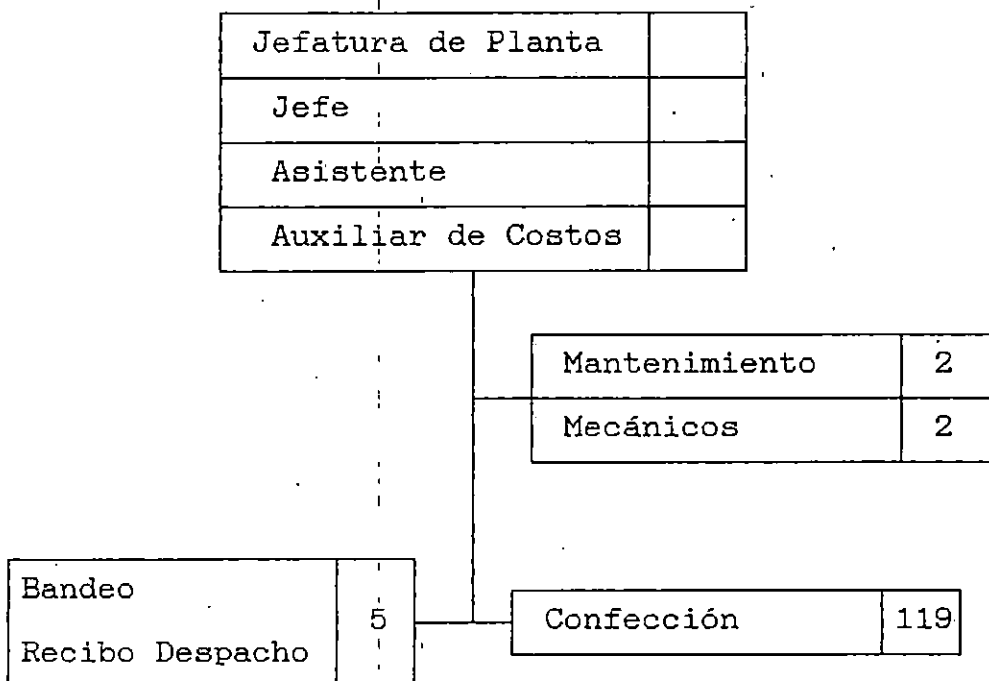 Jefatura de Planta
Jefe
Asistente
Auxiliar de Costos
Mantenimiento 2
Mecánicos 2
Bandeo
5
Recibo Despacho
Confección 119